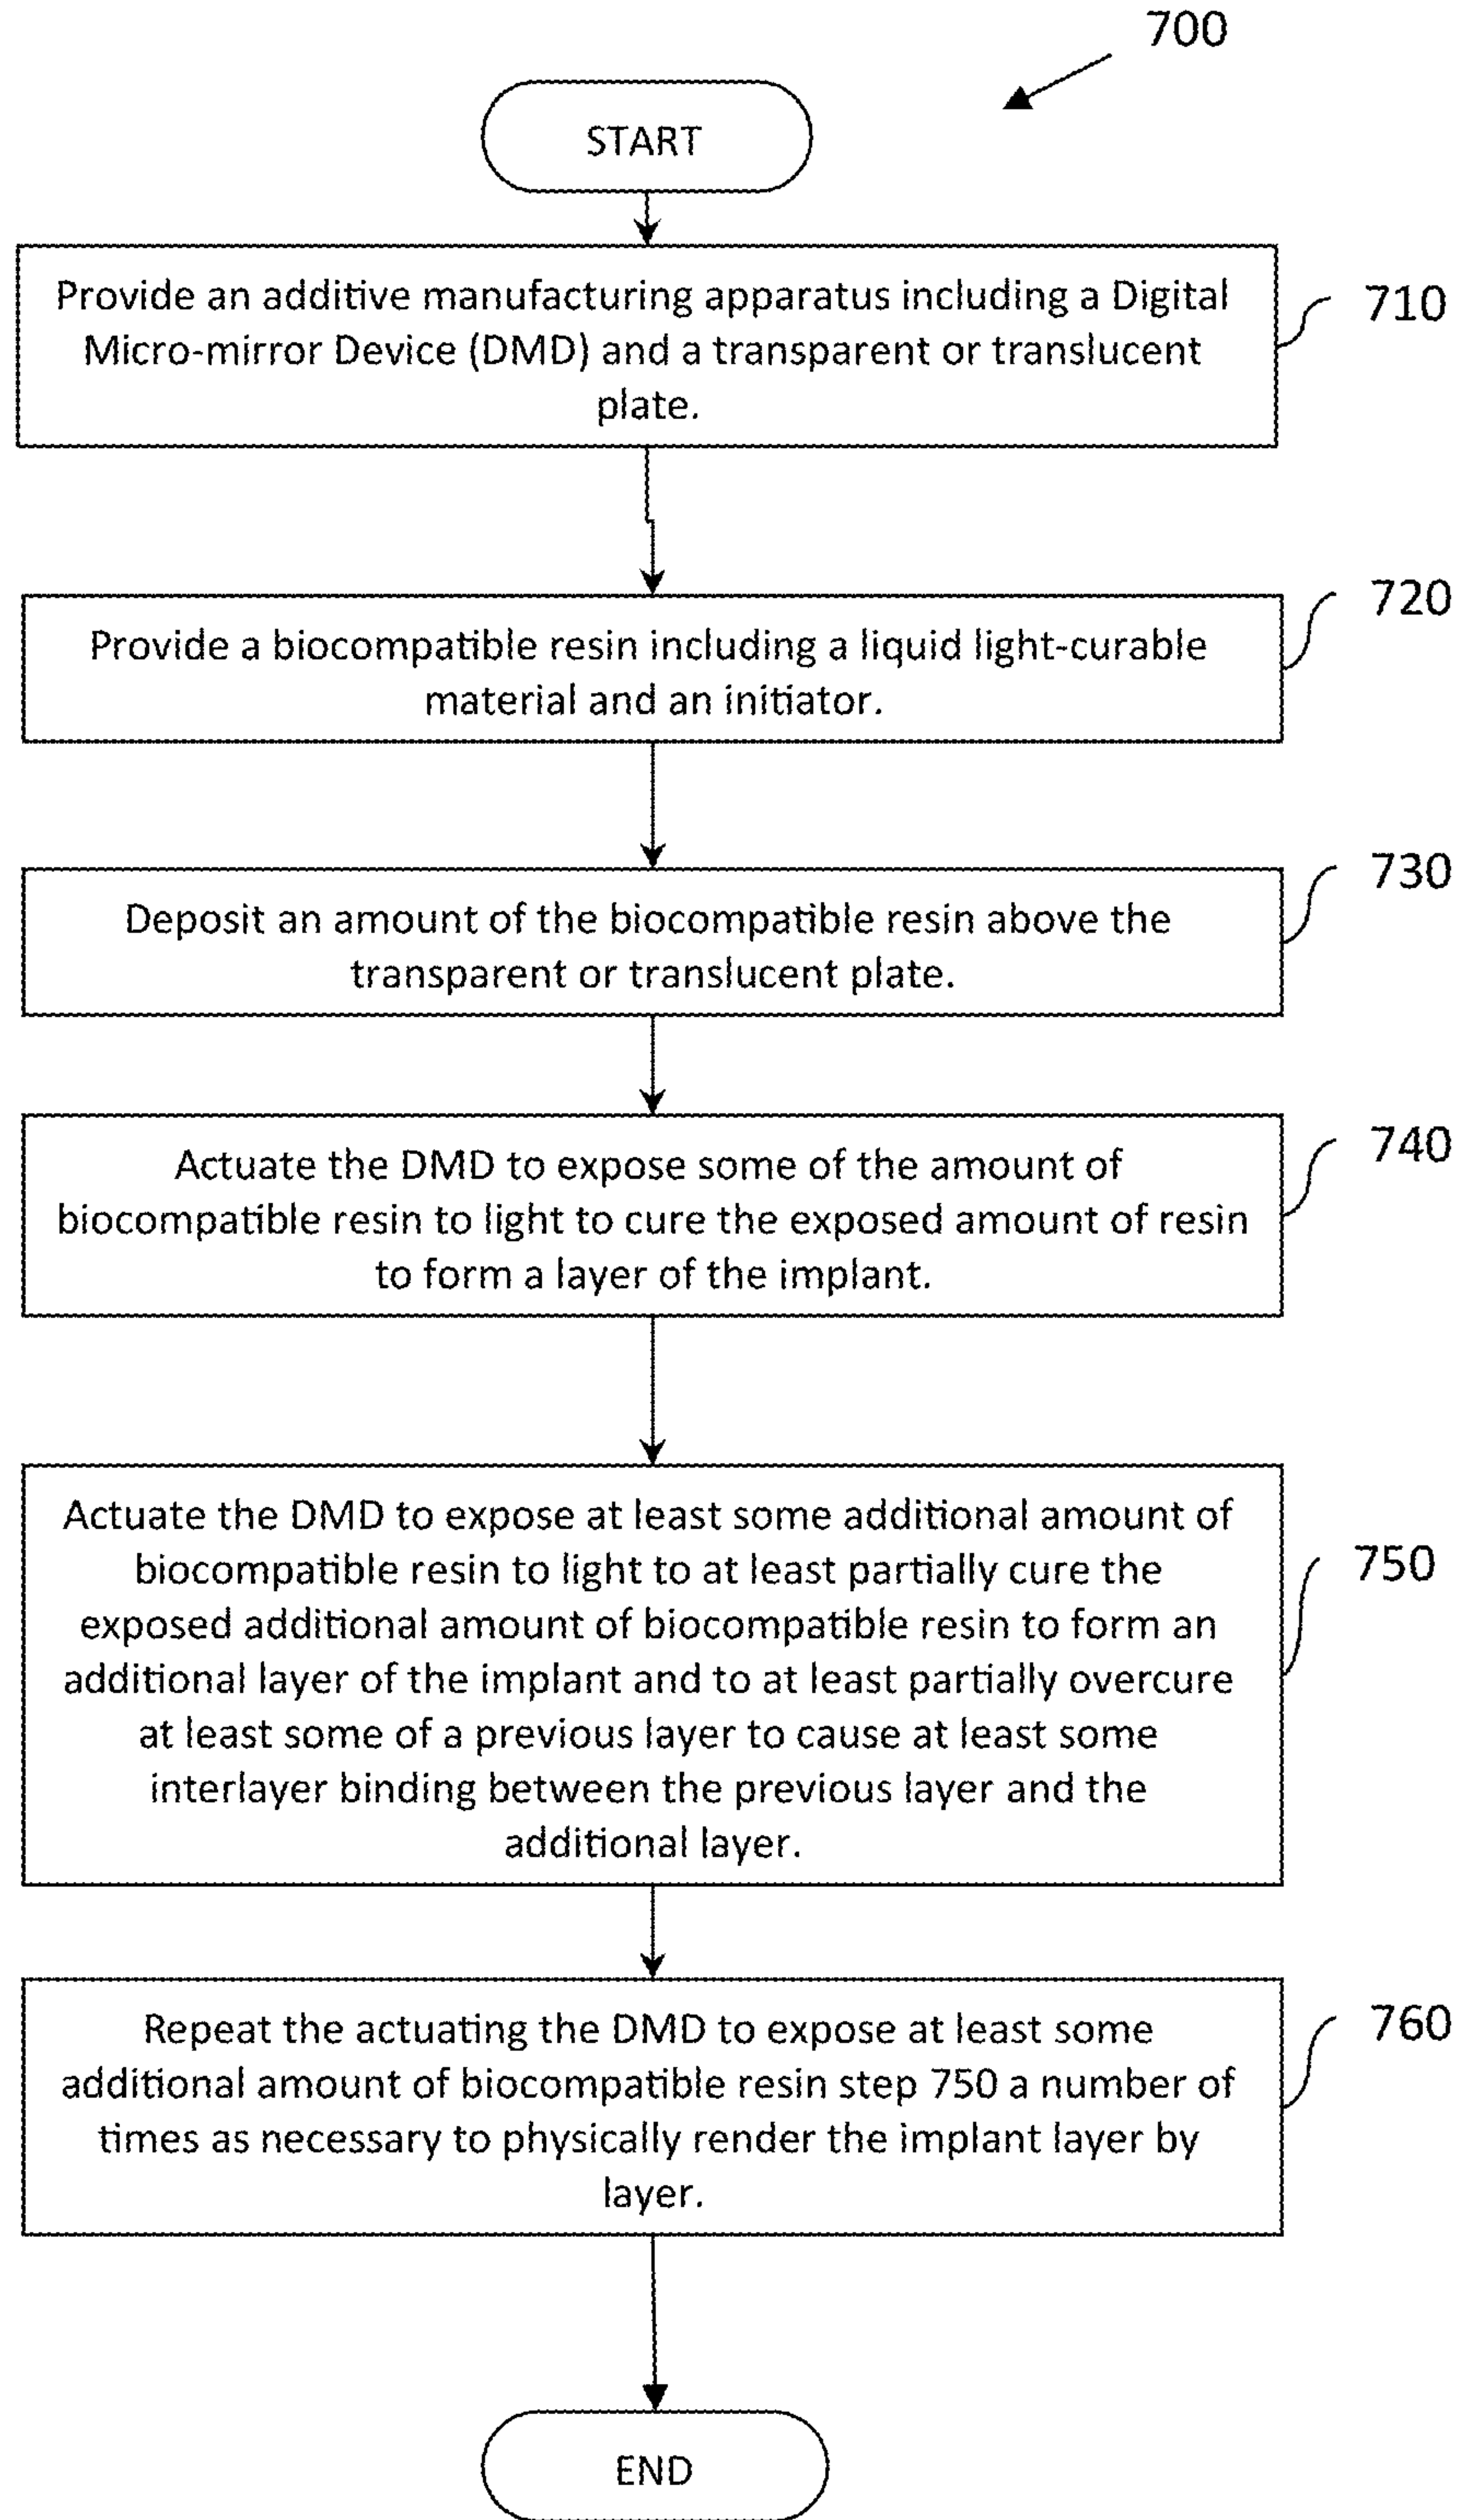 700
START
Provide an additive manufacturing apparatus including a Digital
Micro-mirror Device (DMD) and a transparent or translucent
plate.
710
Provide a biocompatible resin including a liquid light-curable
material and an initiator.
720
Deposit an amount of the biocompatible resin above the
transparent or translucent plate.
730
Actuate the DMD to expose some of the amount of
biocompatible resin to light to cure the exposed amount of resin
to form a layer of the implant.
740
Actuate the DMD to expose at least some additional amount of
biocompatible resin to light to at least partially cure the
exposed additional amount of biocompatible resin to form an
additional layer of the implant and to at least partially overcure
at least some of a previous layer to cause at least some
interlayer binding between the previous layer and the
additional layer.
750
Repeat the actuating the DMD to expose at least some
additional amount of biocompatible resin step 750 a number of
times as necessary to physically render the implant layer by
layer.
760
END